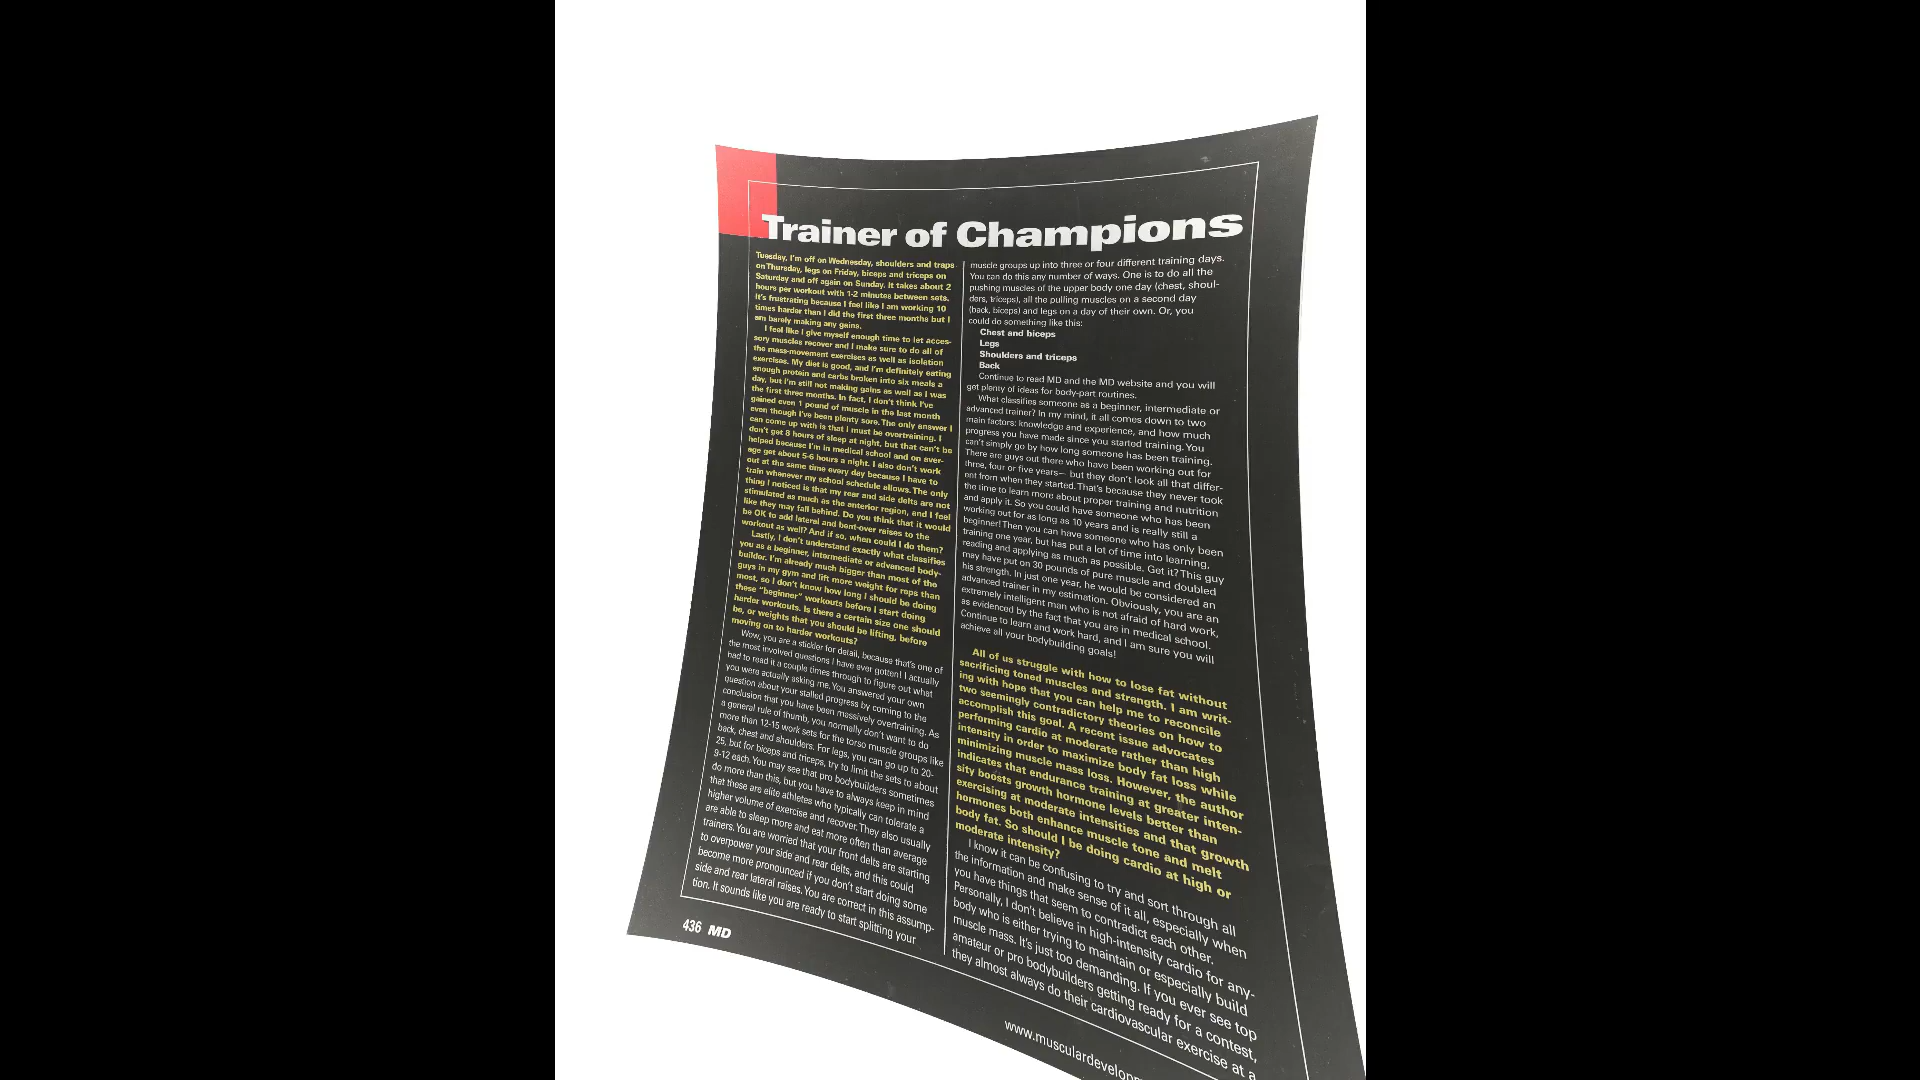 Trainer of Champions
Tuesday, I'm off on Wednesday, shoulders and traps
on Thursday, legs on Friday, biceps and triceps on
Saturday and off again on Sunday. It takes about 2
hours per workout with 1-2 minutes between sets.
It's frustrating because I feel like I am working 10
times harder than I did the first three months but I
am barely making any gains.
I feel like I give myself enough time to let acces-
sory muscles recover and I make sure to do all of
the mass-movement exercises as well as isolation
exercises. My diet is good, and I'm definitely eating
enough protein and carbs broken into six meals a
day, but I'm still not making gains as well as I was
the first three months. In fact, I don't think I've
gained even 1 pound of muscle in the last month
even though I've been plenty sore. The only answer I
can come up with is that I must be overtraining. I
don't get 8 hours of sleep at night, but that can't be
helped because I'm in medical school and on aver-
age get about 5-6 hours a night. I also don't work
out at the same time every day because I have to
train whenever my school schedule allows. The only
thing I noticed is that my rear and side delts are not
stimulated as much as the anterior region, and I feel
like they may fall behind. Do you think that it would
be OK to add lateral and bent-over raises to the
workout as well? And if so, when could I do them?
Lastly, I don't understand exactly what classifies
you as a beginner, intermediate or advanced body-
builder. I'm already much bigger than most of the
guys in my gym and lift more weight for reps than
most, so I don't know how long I should be doing
these "beginner" workouts before I start doing
harder workouts. Is there a certain size one should
be, or weights that you should be lifting, before
moving on to harder workouts?
Wow, you are a stickler for detail, because that's one of
the most involved questions I have ever gotten! I actually
had to read it a couple times through to figure out what
you were actually asking me. You answered your own
question about your stalled progress by coming to the
conclusion that you have been massively overtraining. As
a general rule of thumb, you normally don't want to do
more than 12-15 work sets for the torso muscle groups like
back, chest and shoulders. For legs, you can go up to 20-
25, but for biceps and triceps, try to limit the sets to about
9-12 each. You may see that pro bodybuilders sometimes
do more than this, but you have to always keep in mind
that these are elite athletes who typically can tolerate a
higher volume of exercise and recover. They also usually
are able to sleep more and eat more often than average
trainers. You are worried that your front delts are starting
to overpower your side and rear delts, and this could
become more pronounced if you don't start doing some
side and rear lateral raises. You are correct in this assump-
tion. It sounds like you are ready to start splitting your
muscle groups up into three or four different training days.
You can do this any number of ways. One is to do all the
pushing muscles of the upper body one day (chest, shoul-
ders, triceps), all the pulling muscles on a second day
(back, biceps) and legs on a day of their own. Or, you
could do something like this:
Chest and biceps
Legs
Shoulders and triceps
Back
Continue to read MD and the MD website and you will
get plenty of ideas for body-part routines.
What classifies someone as a beginner, intermediate or
advanced trainer? In my mind, it all comes down to two
main factors: knowledge and experience, and how much
progress you have made since you started training. You
can't simply go by how long someone has been training.
There are guys out there who have been working out for
three, four or five years— but they don't look all that differ-
ent from when they started. That's because they never took
the time to learn more about proper training and nutrition
and apply it. So you could have someone who has been
working out for as long as 10 years and is really still a
beginner! Then you can have someone who has only been
training one year, but has put a lot of time into learning,
reading and applying as much as possible. Get it? This guy
may have put on 30 pounds of pure muscle and doubled
his strength. In just one year, he would be considered an
advanced trainer in my estimation. Obviously, you are an
extremely intelligent man who is not afraid of hard work,
as evidenced by the fact that you are in medical school.
Continue to learn and work hard, and I am sure you will
achieve all your bodybuilding goals!
All of us struggle with how to lose fat without
sacrificing toned muscles and strength. I am writ-
ing with hope that you can help me to reconcile
two seemingly contradictory theories on how to
accomplish this goal. A recent issue advocates
performing cardio at moderate rather than high
intensity in order to maximize body fat loss while
minimizing muscle mass loss. However, the author
indicates that endurance training at greater inten-
sity boosts growth hormone levels better than
exercising at moderate intensities and that growth
hormones both enhance muscle tone and melt
body fat. So should I be doing cardio at high or
moderate intensity?
I know it can be confusing to try and sort through all
the information and make sense of it all, especially when
you have things that seem to contradict each other.
Personally, I don't believe in high-intensity cardio for any-
body who is either trying to maintain or especially build
muscle mass. It's just too demanding. If you ever see top
amateur or pro bodybuilders getting ready for a contest,
they almost always do their cardiovascular exercise at a
436 MD
www.musculardevelopm